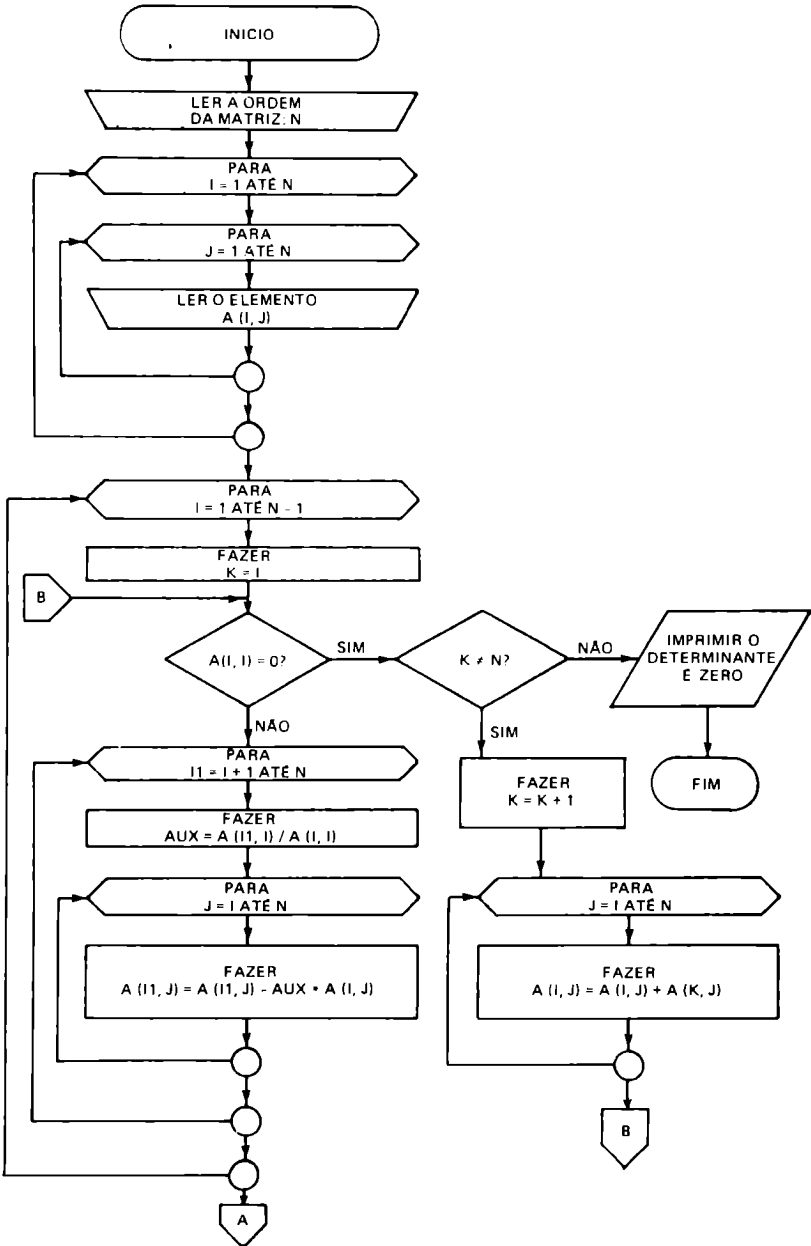 INICIO
LER A ORDEM
DA MATRIZ: N
PARA
I = 1 ATÉ N
PARA
J = 1 ATÉ N
LER O ELEMENTO
A (I, J)
PARA
I = 1 ATÉ N - 1
FAZER
K = I
B
A(I, I) = 0?
SIM
K ≠ N?
NÃO
IMPRIMIR O
DETERMINANTE
É ZERO
NÃO
SIM
FIM
PARA
I1 = I + 1 ATÉ N
FAZER
K = K + 1
FAZER
AUX = A (I1, I) / A (I, I)
PARA
J = I ATÉ N
PARA
J = I ATÉ N
FAZER
A (I1, J) = A (I1, J) - AUX * A (I, J)
FAZER
A (I, J) = A (I, J) + A (K, J)
B
A